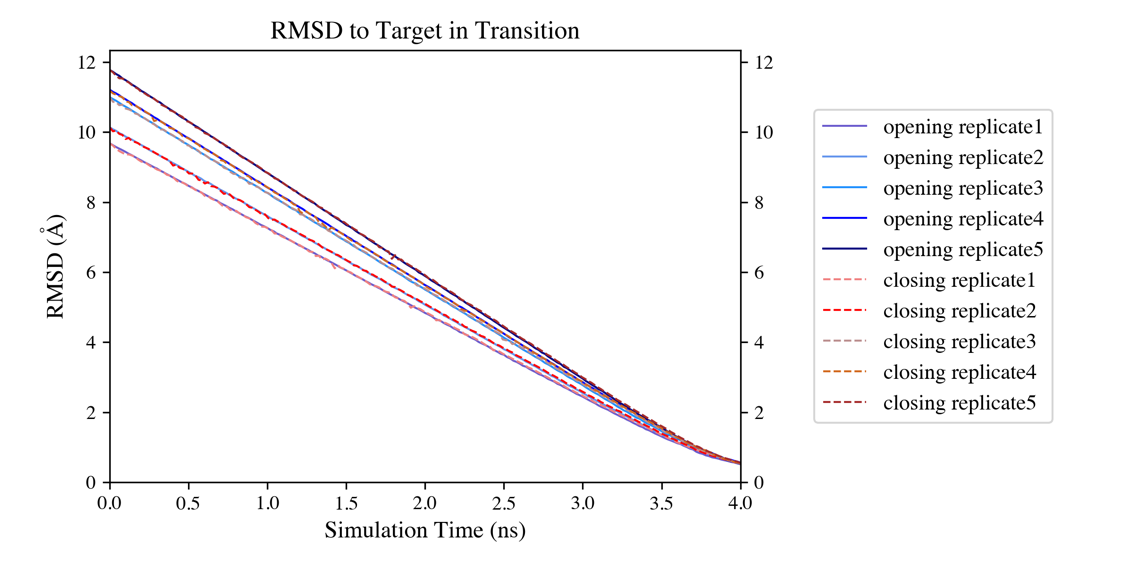 RMSD to Target in Transition
RMSD (Å)
12
10
8
6
4
2
0
12
10
8
6
4
2
0
0.0 0.5 1.0 1.5 2.0 2.5 3.0 3.5 4.0
Simulation Time (ns)
opening replicate1
opening replicate2
opening replicate3
opening replicate4
opening replicate5
closing replicate1
closing replicate2
closing replicate3
closing replicate4
closing replicate5